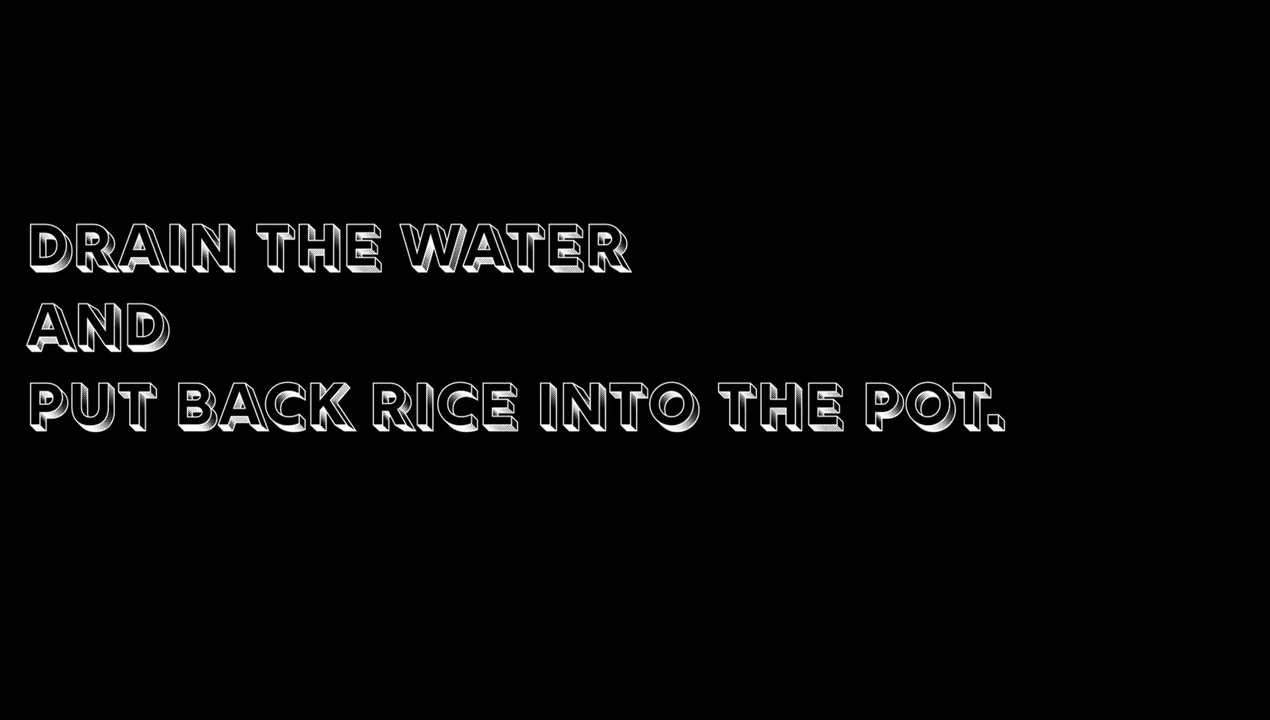 DRAIN THE WATER
AND
PUT BACK RICE INTO THE POT.